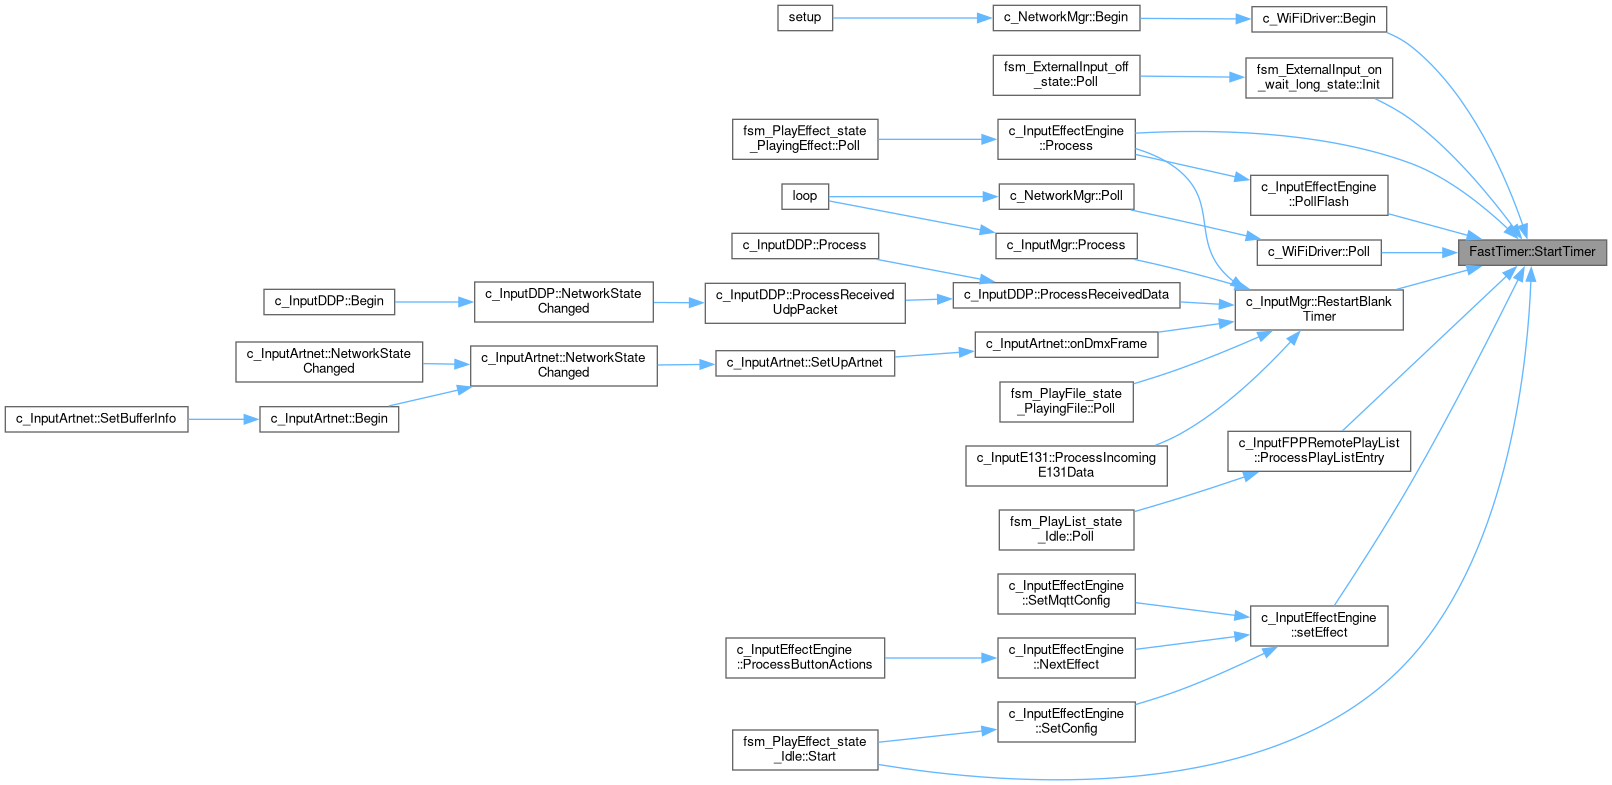 setup
c_NetworkMgr::Begin
c_WiFiDriver::Begin
fsm_ExternalInput_off
_state::Poll
fsm_ExternalInput_on
_wait_long_state::Init
fsm_PlayEffect_state
_PlayingEffect::Poll
c_InputEffectEngine
::Process
loop
c_NetworkMgr::Poll
c_InputEffectEngine
::PollFlash
c_InputDDP::Process
c_InputMgr::Process
c_WiFiDriver::Poll
FastTimer::StartTimer
c_InputDDP::Begin
c_InputDDP::NetworkState
Changed
c_InputDDP::ProcessReceived
UdpPacket
c_InputDDP::ProcessReceivedData
c_InputMgr::RestartBlank
Timer
c_InputArtnet::NetworkState
Changed
c_InputArtnet::NetworkState
Changed
c_InputArtnet::SetUpArtnet
c_InputArtnet::onDmxFrame
c_InputArtnet::SetBufferInfo
c_InputArtnet::Begin
fsm_PlayFile_state
_PlayingFile::Poll
c_InputE131::ProcessIncoming
E131Data
c_InputFPPRemotePlayList
::ProcessPlayListEntry
fsm_PlayList_state
_Idle::Poll
c_InputEffectEngine
::SetMqttConfig
c_InputEffectEngine
::setEffect
c_InputEffectEngine
::ProcessButtonActions
c_InputEffectEngine
::NextEffect
c_InputEffectEngine
::SetConfig
fsm_PlayEffect_state
_Idle::Start